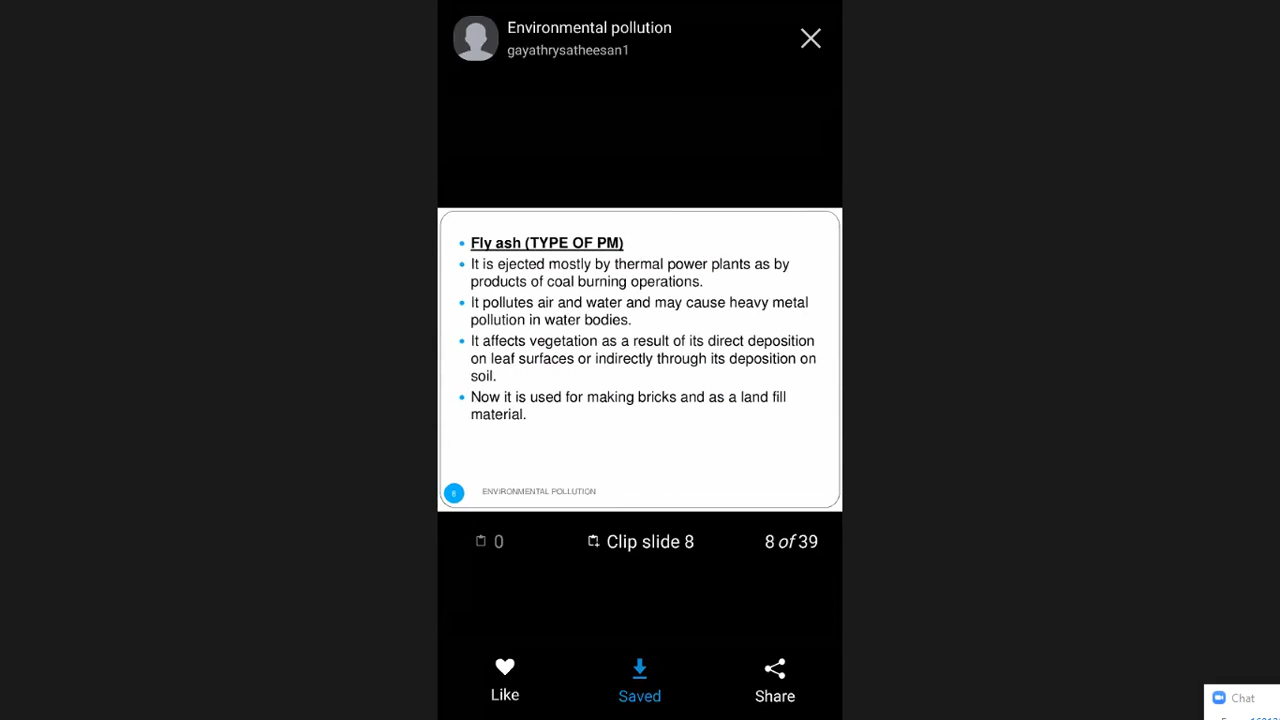 Environmental pollution
gayathrysatheesan1
Fly ash (TYPE OF PM)
It is ejected mostly by thermal power plants as by
products of coal burning operations.
It pollutes air and water and may cause heavy metal
pollution in water bodies.
It affects vegetation as a result of its direct deposition
on leaf surfaces or indirectly through its deposition on
soil.
Now it is used for making bricks and as a land fill
material.
8
ENVIRONMENTAL POLLUTION
0
Clip slide 8
8 of 39
Like
Saved
Share
Chat